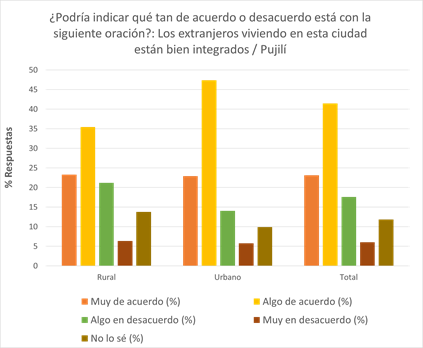 ¿Podría indicar qué tan de acuerdo o desacuerdo está con la
siguiente oración?: Los extranjeros viviendo en esta ciudad
están bien integrados / Pujilí
% Respuestas
50
45
40
35
30
25
20
15
10
5
0
Rural Urbano Total
Muy de acuerdo (%) Algo de acuerdo (%)
Algo en desacuerdo (%) Muy en desacuerdo (%)
No lo sé (%)